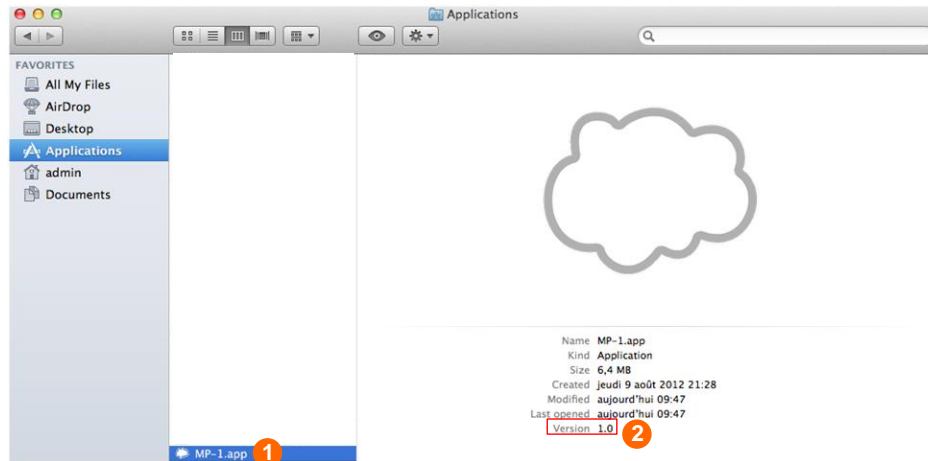 Applications
FAVORITES
All My Files
AirDrop
Desktop
Applications
admin
Documents
MP-1.app 1
Name MP-1.app
Kind Application
Size 6,4 MB
Created jeudi 9 août 2012 21:28
Modified aujourd'hui 09:47
Last opened aujourd'hui 09:47
Version 1.0 2